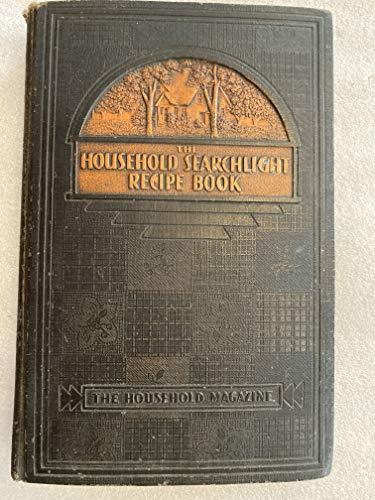 THE
HOUSEHOLD SEARCHLIGHT
RECIPE BOOK
THE HOUSEHOLD MAGAZINE